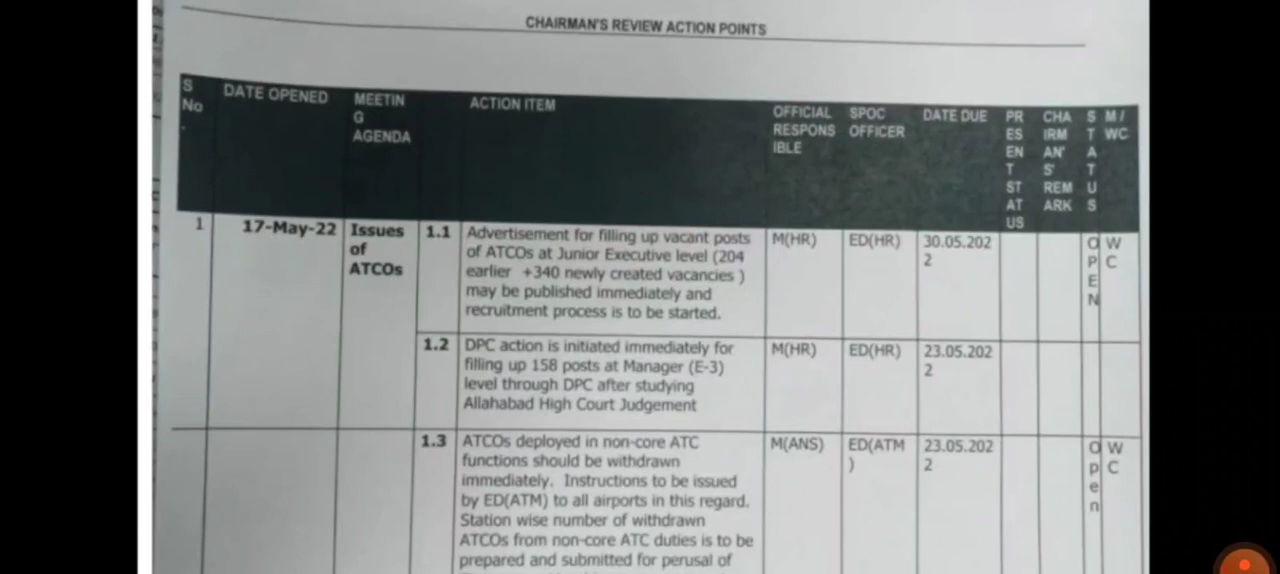 CHAIRMAN'S REVIEW ACTION POINTS
S No . DATE OPENED MEETIN G AGENDA ACTION ITEM OFFICIAL RESPONS IBLE SPOC OFFICER DATE DUE PR ES EN T ST AT US CHA IRM AN' S' REM ARK S T A T U S M / WC
1 17-May-22 Issues of ATCOs
1.1 Advertisement for filling up vacant posts
of ATCOs at Junior Executive level (204
earlier +340 newly created vacancies )
may be published immediately and
recruitment process is to be started.
M(HR) ED(HR) 30.05.202 2 O P E N W C
1.2 DPC action is initiated immediately for
filling up 158 posts at Manager (E-3)
level through DPC after studying
Allahabad High Court Judgement
M(HR) ED(HR) 23.05.202 2
1.3 ATCOs deployed in non-core ATC
functions should be withdrawn
immediately. Instructions to be issued
by ED(ATM) to all airports in this regard.
Station wise number of withdrawn
ATCOs from non-core ATC duties is to be
prepared and submitted for perusal of
M(ANS) ED(ATM ) 23.05.202 2 O p e n W C